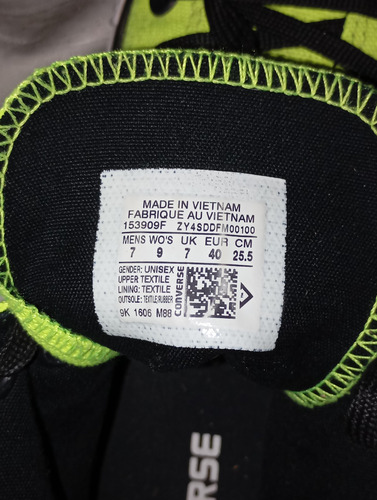 MADE IN VIETNAM
FABRIQUE AU VIETNAM
153909F ZY4SDDFM00100
MENS WO'S UK EUR CM
7 9 7 40 25.5
GENDER: UNISEX
UPPER:TEXTILE
LINING: TEXTILE
OUTSOLE: TEXTILE,RUBBER
9K 1606 M88
CONVERSE
ERSE